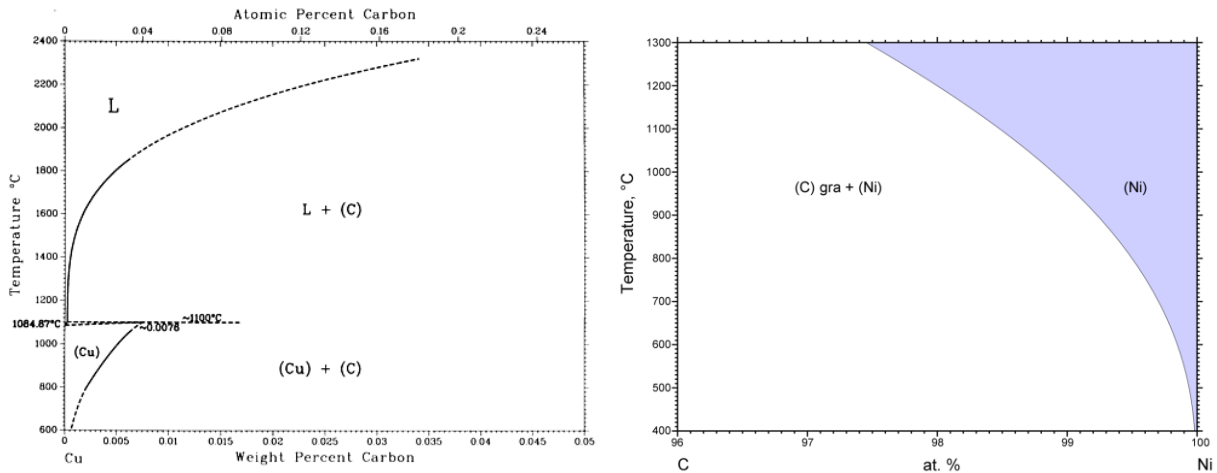 Atomic Percent Carbon
0 0.04 0.08 0.12 0.16 0.2 0.24
2400
2200
2000
1800
1600
1400
1200
1000
800
600
Temperature °C
L
L + (C)
1084.87°C
~1100°C
~0.0076
(Cu)
(Cu) + (C)
0 0.005 0.01 0.015 0.02 0.025 0.03 0.035 0.04 0.045 0.05
Cu
Weight Percent Carbon
1300
1200
1100
1000
900
800
700
600
500
400
Temperature, °C
(C) gra + (Ni)
(Ni)
96 97 98 99 100
C at. % Ni